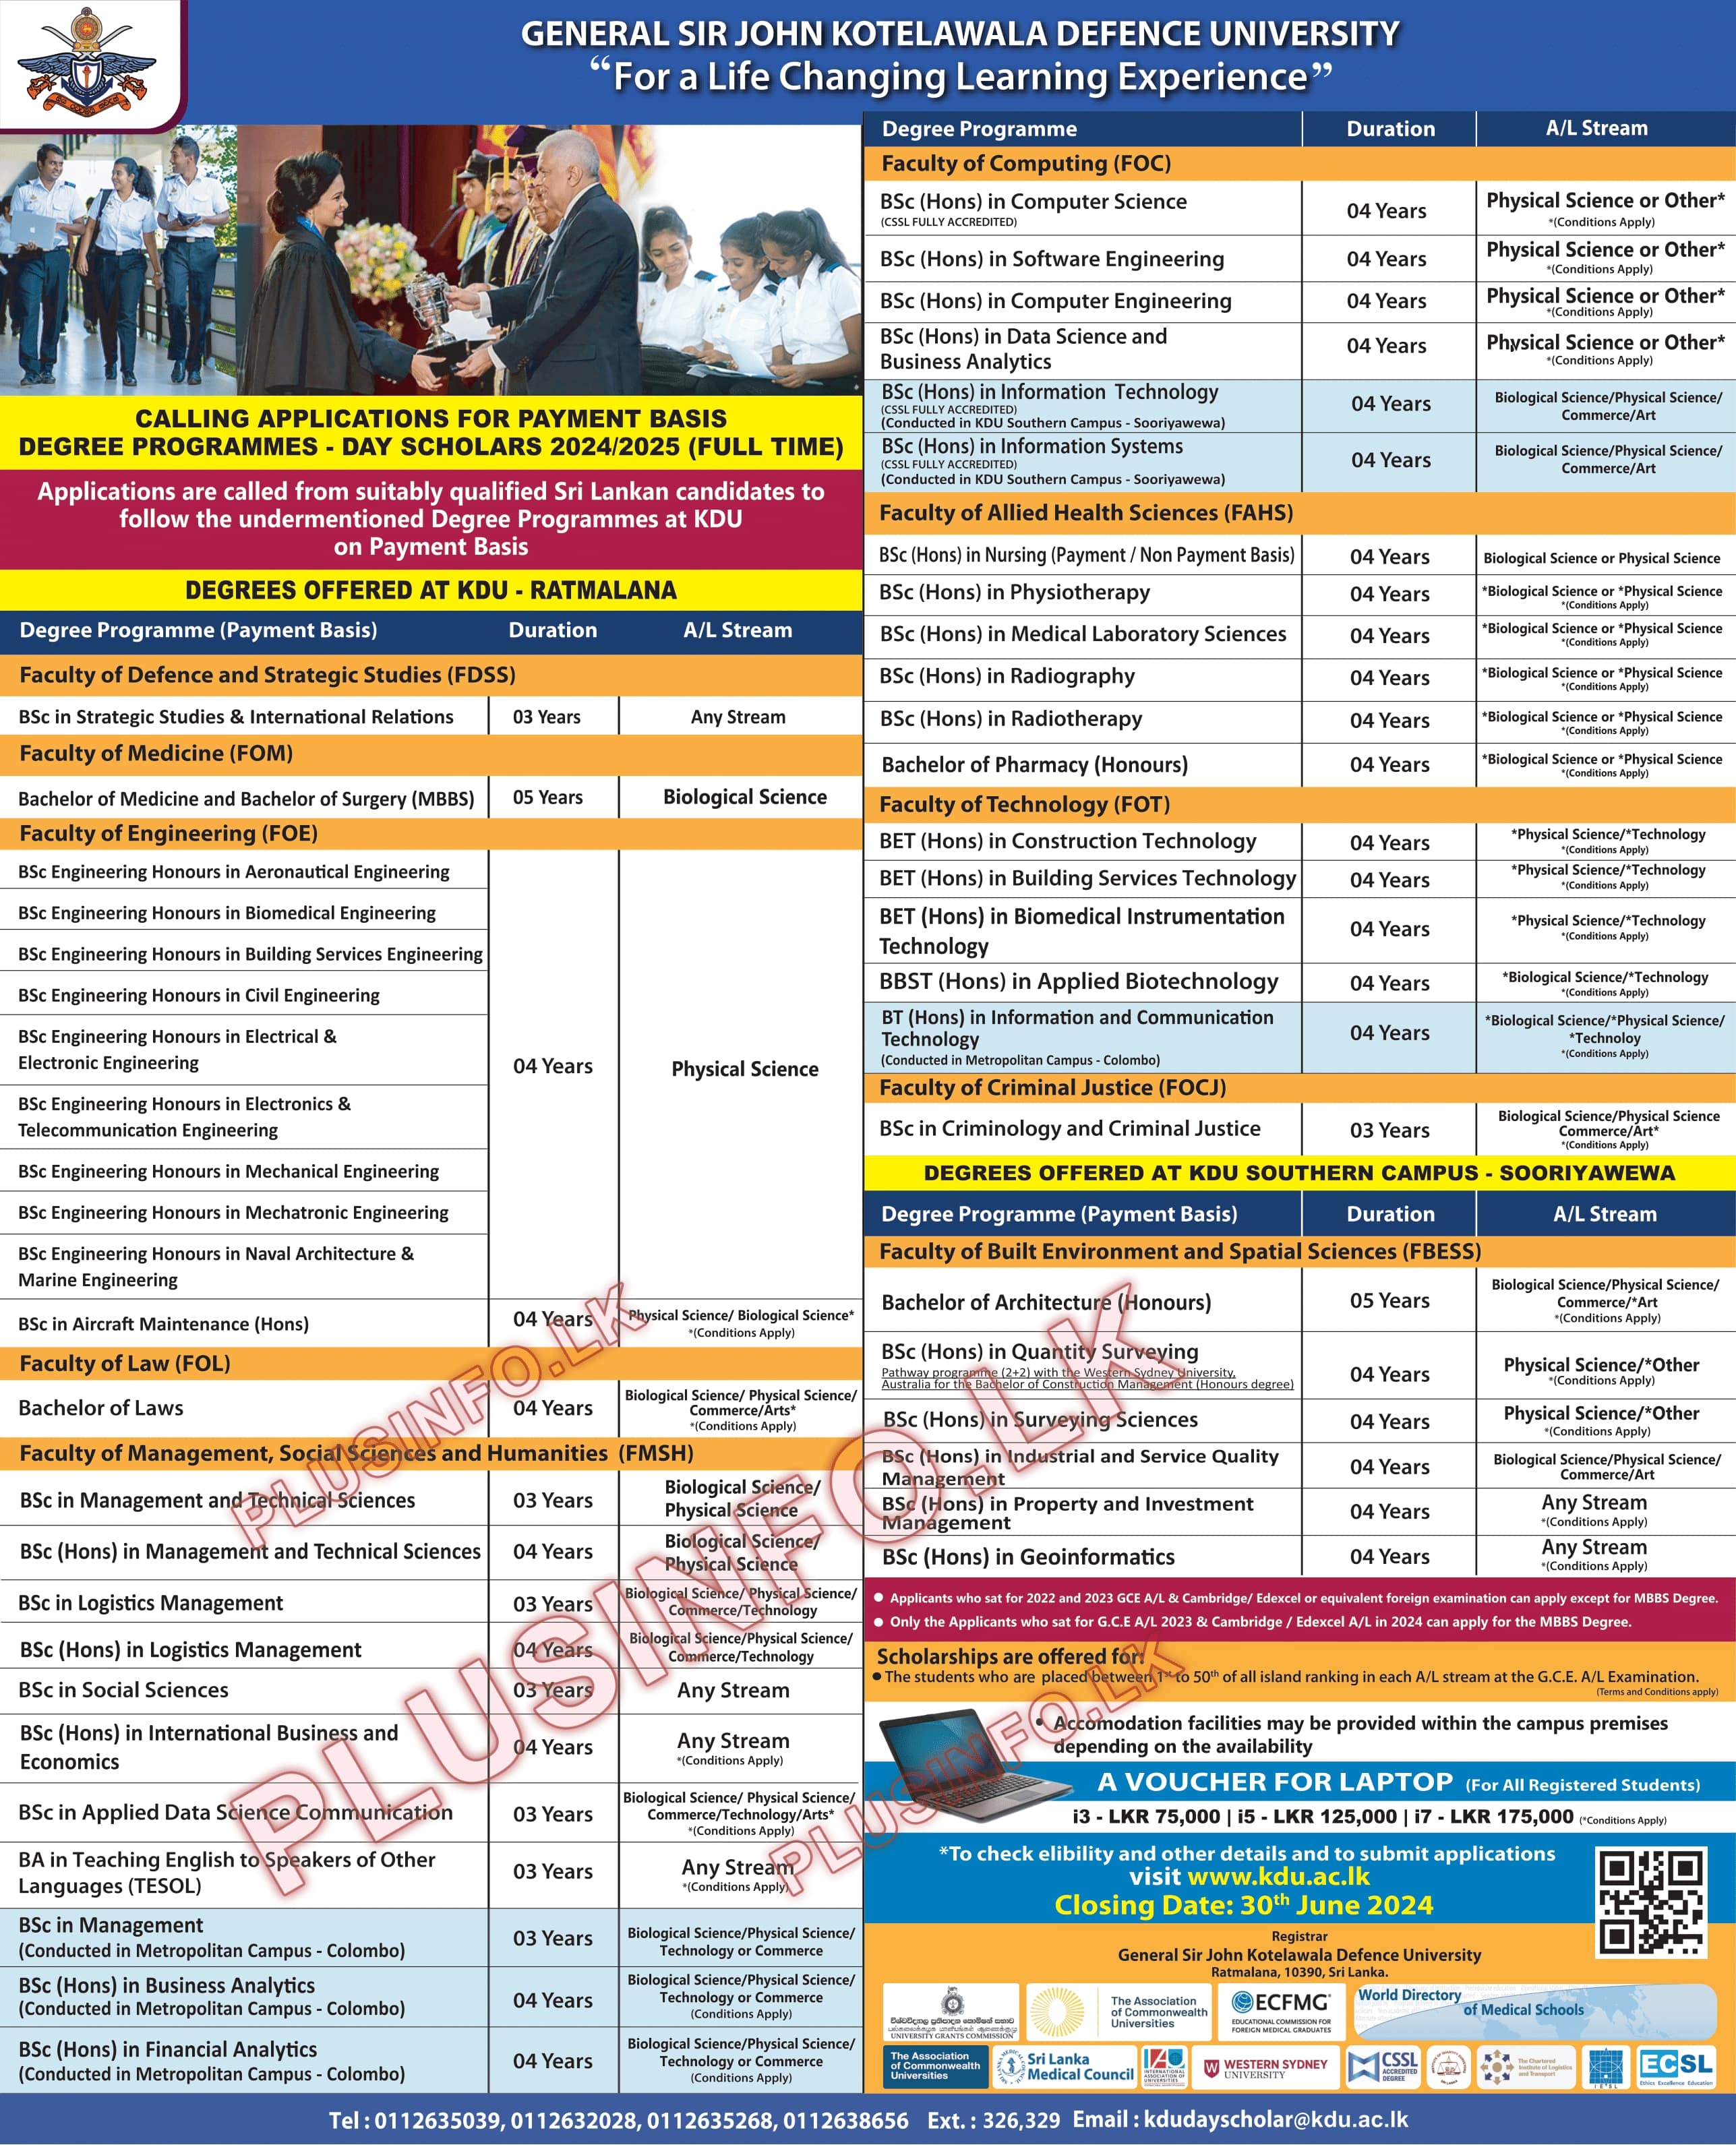 GENERAL SIR JOHN KOTELAWALA DEFENCE UNIVERSITY
“For a Life Changing Learning Experience”
CALLING APPLICATIONS FOR PAYMENT BASIS
DEGREE PROGRAMMES - DAY SCHOLARS 2024/2025 (FULL TIME)
Applications are called from suitably qualified Sri Lankan candidates to
follow the undermentioned Degree Programmes at KDU
on Payment Basis
DEGREES OFFERED AT KDU - RATMALANA
Degree Programme (Payment Basis) Duration A/L Stream
Faculty of Defence and Strategic Studies (FDSS)
BSc in Strategic Studies & International Relations 03 Years Any Stream
Faculty of Medicine (FOM)
Bachelor of Medicine and Bachelor of Surgery (MBBS) 05 Years Biological Science
Faculty of Engineering (FOE)
BSc Engineering Honours in Aeronautical Engineering
BSc Engineering Honours in Biomedical Engineering
BSc Engineering Honours in Building Services Engineering
BSc Engineering Honours in Civil Engineering
BSc Engineering Honours in Electrical &
Electronic Engineering
04 Years Physical Science
BSc Engineering Honours in Electronics &
Telecommunication Engineering
BSc Engineering Honours in Mechanical Engineering
BSc Engineering Honours in Mechatronic Engineering
BSc Engineering Honours in Naval Architecture &
Marine Engineering
BSc in Aircraft Maintenance (Hons) 04 Years Physical Science/ Biological Science*
*(Conditions Apply)
Faculty of Law (FOL)
Bachelor of Laws 04 Years Biological Science/ Physical Science/
Commerce/Arts*
*(Conditions Apply)
Faculty of Management, Social Sciences and Humanities (FMSH)
BSc in Management and Technical Sciences 03 Years Biological Science/
Physical Science
BSc (Hons) in Management and Technical Sciences 04 Years Biological Science/
Physical Science
BSc in Logistics Management 03 Years Biological Science/ Physical Science/
Commerce/Technology
BSc (Hons) in Logistics Management 04 Years Biological Science/Physical Science/
Commerce/Technology
BSc in Social Sciences 03 Years Any Stream
BSc (Hons) in International Business and
Economics
04 Years Any Stream
*(Conditions Apply)
BSc in Applied Data Science Communication 03 Years Biological Science/ Physical Science/
Commerce/Technology/Arts*
*(Conditions Apply)
BA in Teaching English to Speakers of Other
Languages (TESOL)
03 Years Any Stream
*(Conditions Apply)
BSc in Management
(Conducted in Metropolitan Campus - Colombo)
03 Years Biological Science/Physical Science/
Technology or Commerce
BSc (Hons) in Business Analytics
(Conducted in Metropolitan Campus - Colombo)
04 Years Biological Science/Physical Science/
Technology or Commerce
(Conditions Apply)
BSc (Hons) in Financial Analytics
(Conducted in Metropolitan Campus - Colombo)
04 Years Biological Science/Physical Science/
Technology or Commerce
(Conditions Apply)
Degree Programme Duration A/L Stream
Faculty of Computing (FOC)
BSc (Hons) in Computer Science
(CSSL FULLY ACCREDITED)
04 Years Physical Science or Other*
*(Conditions Apply)
BSc (Hons) in Software Engineering 04 Years Physical Science or Other*
*(Conditions Apply)
BSc (Hons) in Computer Engineering 04 Years Physical Science or Other*
*(Conditions Apply)
BSc (Hons) in Data Science and
Business Analytics
04 Years Physical Science or Other*
*(Conditions Apply)
BSc (Hons) in Information Technology
(CSSL FULLY ACCREDITED)
(Conducted in KDU Southern Campus - Sooriyawewa)
04 Years Biological Science/Physical Science/
Commerce/Art
BSc (Hons) in Information Systems
(CSSL FULLY ACCREDITED)
(Conducted in KDU Southern Campus - Sooriyawewa)
04 Years Biological Science/Physical Science/
Commerce/Art
Faculty of Allied Health Sciences (FAHS)
BSc (Hons) in Nursing (Payment / Non Payment Basis) 04 Years Biological Science or Physical Science
BSc (Hons) in Physiotherapy 04 Years *Biological Science or *Physical Science
*(Conditions Apply)
BSc (Hons) in Medical Laboratory Sciences 04 Years *Biological Science or *Physical Science
*(Conditions Apply)
BSc (Hons) in Radiography 04 Years *Biological Science or *Physical Science
*(Conditions Apply)
BSc (Hons) in Radiotherapy 04 Years *Biological Science or *Physical Science
*(Conditions Apply)
Bachelor of Pharmacy (Honours) 04 Years *Biological Science or *Physical Science
*(Conditions Apply)
Faculty of Technology (FOT)
BET (Hons) in Construction Technology 04 Years *Physical Science/*Technology
*(Conditions Apply)
BET (Hons) in Building Services Technology 04 Years *Physical Science/*Technology
*(Conditions Apply)
BET (Hons) in Biomedical Instrumentation
Technology
04 Years *Physical Science/*Technology
*(Conditions Apply)
BBST (Hons) in Applied Biotechnology 04 Years *Biological Science/*Technology
*(Conditions Apply)
BT (Hons) in Information and Communication
Technology
(Conducted in Metropolitan Campus - Colombo)
04 Years *Biological Science/*Physical Science/
*Technoloy
*(Conditions Apply)
Faculty of Criminal Justice (FOCJ)
BSc in Criminology and Criminal Justice 03 Years Biological Science/Physical Science
Commerce/Art*
*(Conditions Apply)
DEGREES OFFERED AT KDU SOUTHERN CAMPUS - SOORIYAWEWA
Degree Programme (Payment Basis) Duration A/L Stream
Faculty of Built Environment and Spatial Sciences (FBESS)
Bachelor of Architecture (Honours) 05 Years Biological Science/Physical Science/
Commerce/*Art
*(Conditions Apply)
BSc (Hons) in Quantity Surveying
Pathway programme (2+2) with the Western Sydney University,
Australia for the Bachelor of Construction Management (Honours degree)
04 Years Physical Science/*Other
*(Conditions Apply)
BSc (Hons) in Surveying Sciences 04 Years Physical Science/*Other
*(Conditions Apply)
BSc (Hons) in Industrial and Service Quality
Management
04 Years Biological Science/Physical Science/
Commerce/Art
BSc (Hons) in Property and Investment
Management
04 Years Any Stream
*(Conditions Apply)
BSc (Hons) in Geoinformatics 04 Years Any Stream
*(Conditions Apply)
● Applicants who sat for 2022 and 2023 GCE A/L & Cambridge/ Edexcel or equivalent foreign examination can apply except for MBBS Degree.
● Only the Applicants who sat for G.C.E A/L 2023 & Cambridge / Edexcel A/L in 2024 can apply for the MBBS Degree.
Scholarships are offered for:
● The students who are placed between 1st to 50th of all island ranking in each A/L stream at the G.C.E. A/L Examination.
(Terms and Conditions apply)
• Accomodation facilities may be provided within the campus premises
depending on the availability
A VOUCHER FOR LAPTOP (For All Registered Students)
i3 - LKR 75,000 | i5 - LKR 125,000 | i7 - LKR 175,000 (*Conditions Apply)
*To check elibility and other details and to submit applications
visit www.kdu.ac.lk
Closing Date: 30th June 2024
Registrar
General Sir John Kotelawala Defence University
Ratmalana, 10390, Sri Lanka.
UNIVERSITY GRANTS COMMISSION
The Association
of Commonwealth
Universities
ECFMG
EDUCATIONAL COMMISSION FOR
FOREIGN MEDICAL GRADUATES
World Directory
of Medical Schools
The Association
of Commonwealth
Universities
Sri Lanka
Medical Council
INTERNATIONAL
ASSOCIATION OF
UNIVERSITIES
WESTERN SYDNEY
UNIVERSITY
CSSL
ACCREDITED
DEGREE
The Chartered
Institute of Logistics
and Transport
ECSL
Ethics Excellence Education
Tel : 0112635039, 0112632028, 0112635268, 0112638656 Ext. : 326,329 Email : kdudayscholar@kdu.ac.lk
PLUSINFO.LK
PLUSINFO.LK
PLUSINFO.LK